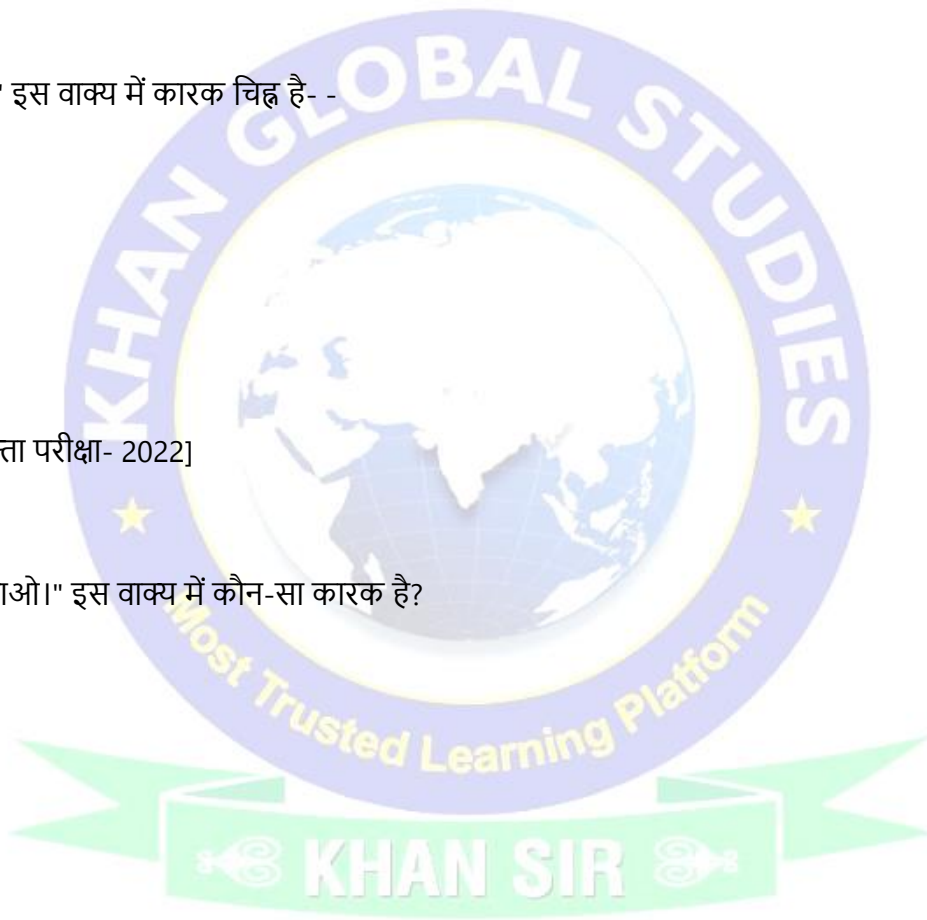 " इस वाक्य में कारक चिह्न है- -
KHAN GLOBAL STUDIES
त्ता परीक्षा- 2022]
ाओ।" इस वाक्य में कौन-सा कारक है?
Most Trusted Learning Platform
KHAN SIR